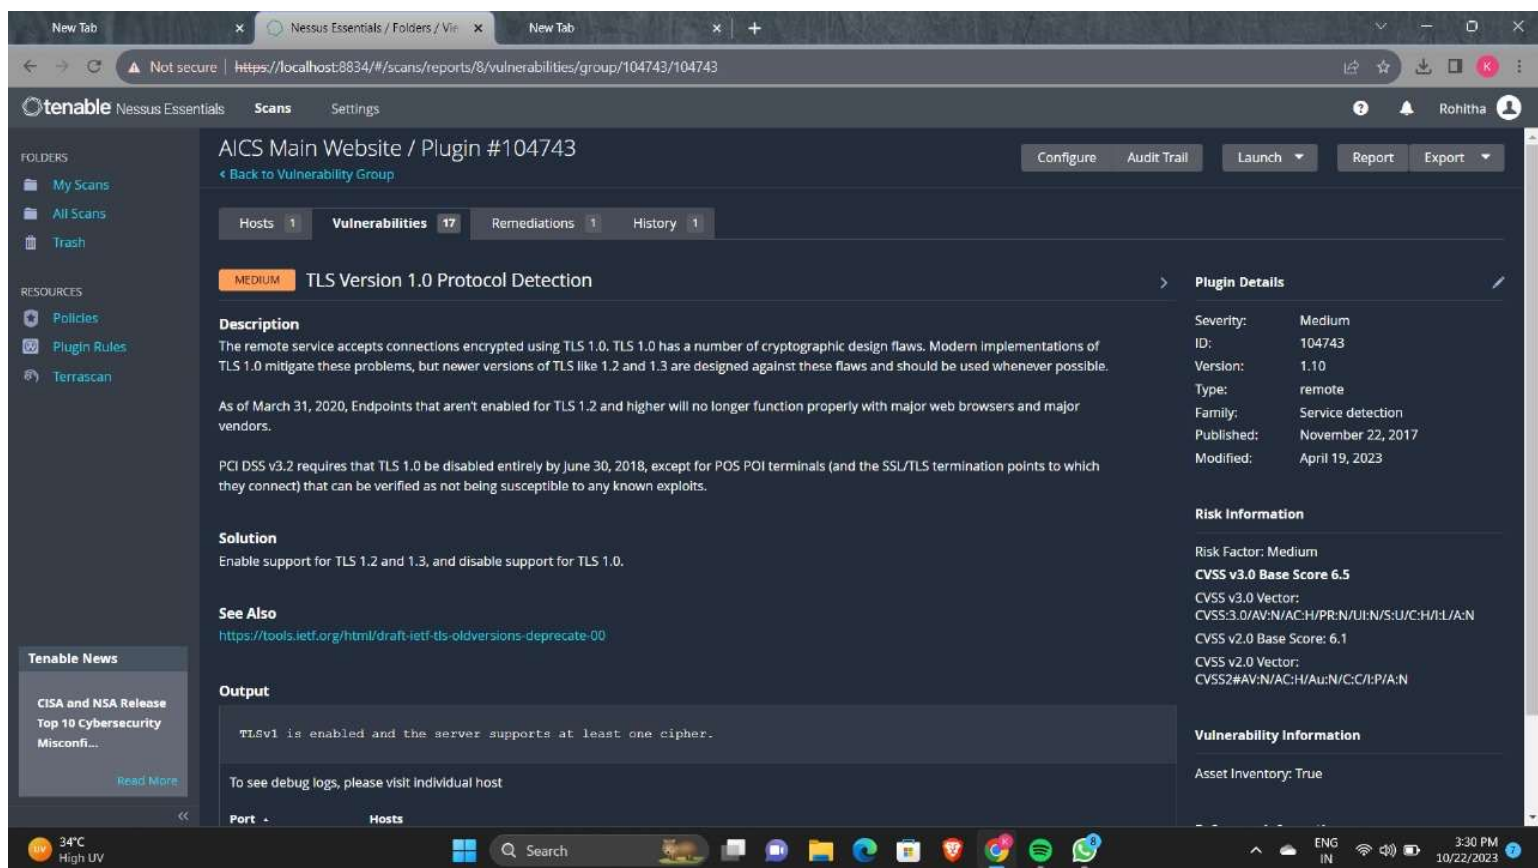 New Tab
Nessus Essentials / Folders / Vie
New Tab
Not secure | https://localhost:8834/#/scans/reports/8/vulnerabilities/group/104743/104743
K
tenable Nessus Essentials
Scans
Settings
Rohitha
FOLDERS
My Scans
All Scans
Trash
RESOURCES
Policies
Plugin Rules
Terrascan
Tenable News
CISA and NSA Release
Top 10 Cybersecurity
Misconfi...
Read More
AICS Main Website / Plugin #104743
< Back to Vulnerability Group
Configure
Audit Trail
Launch
Report
Export
Hosts 1
Vulnerabilities 17
Remediations 1
History 1
MEDIUM TLS Version 1.0 Protocol Detection
Description
The remote service accepts connections encrypted using TLS 1.0. TLS 1.0 has a number of cryptographic design flaws. Modern implementations of
TLS 1.0 mitigate these problems, but newer versions of TLS like 1.2 and 1.3 are designed against these flaws and should be used whenever possible.
As of March 31, 2020, Endpoints that aren't enabled for TLS 1.2 and higher will no longer function properly with major web browsers and major
vendors.
PCI DSS v3.2 requires that TLS 1.0 be disabled entirely by June 30, 2018, except for POS POI terminals (and the SSL/TLS termination points to which
they connect) that can be verified as not being susceptible to any known exploits.
Solution
Enable support for TLS 1.2 and 1.3, and disable support for TLS 1.0.
See Also
https://tools.ietf.org/html/draft-ietf-tls-oldversions-deprecate-00
Output
TLSv1 is enabled and the server supports at least one cipher.
To see debug logs, please visit individual host
Port
Hosts
Plugin Details
Severity: Medium
ID: 104743
Version: 1.10
Type: remote
Family: Service detection
Published: November 22, 2017
Modified: April 19, 2023
Risk Information
Risk Factor: Medium
CVSS v3.0 Base Score 6.5
CVSS v3.0 Vector:
CVSS:3.0/AV:N/AC:H/PR:N/UI:N/S:U/C:H/I:L/A:N
CVSS v2.0 Base Score: 6.1
CVSS v2.0 Vector:
CVSS2#AV:N/AC:H/Au:N/C:C/I:P/A:N
Vulnerability Information
Asset Inventory: True
34°C
High UV
Search
ENG
IN
3:30 PM
10/22/2023